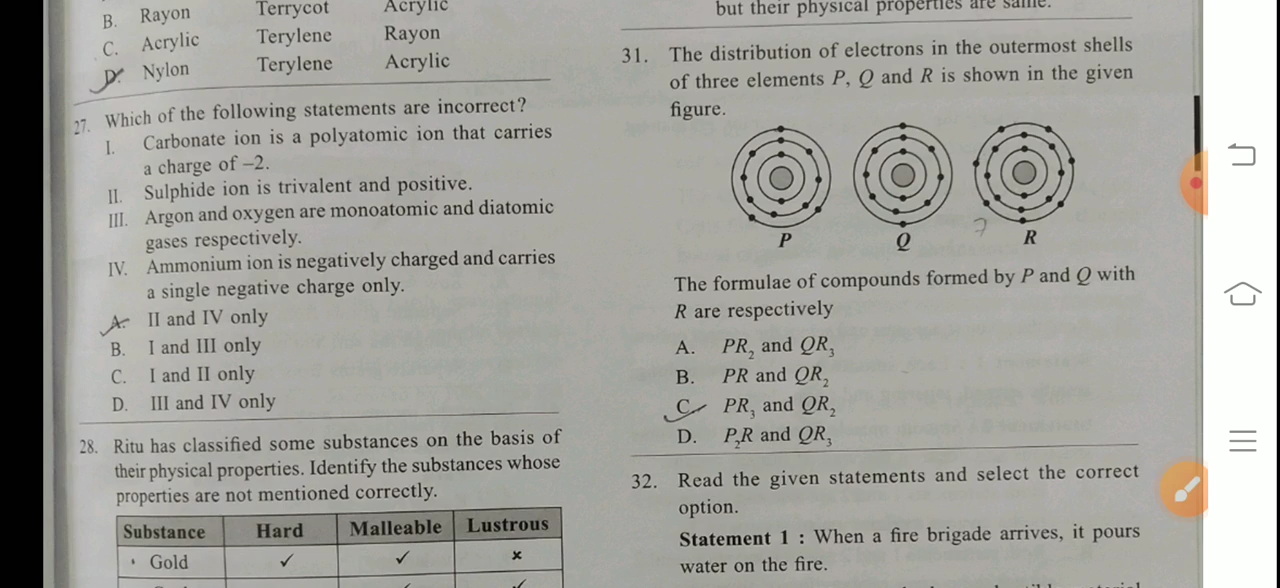 B. Rayon Terrycot Acrylic
C. Acrylic Terylene Rayon
D. Nylon Terylene Acrylic
27. Which of the following statements are incorrect?
I. Carbonate ion is a polyatomic ion that carries
a charge of –2.
II. Sulphide ion is trivalent and positive.
III. Argon and oxygen are monoatomic and diatomic
gases respectively.
IV. Ammonium ion is negatively charged and carries
a single negative charge only.
A. II and IV only
B. I and III only
C. I and II only
D. III and IV only
28. Ritu has classified some substances on the basis of
their physical properties. Identify the substances whose
properties are not mentioned correctly.
Substance Hard Malleable Lustrous
Gold ✓ ✓ ×
but their physical properties are same.
31. The distribution of electrons in the outermost shells
of three elements P, Q and R is shown in the given
figure.
P Q 7 R
The formulae of compounds formed by P and Q with
R are respectively
A. PR₂ and QR₃
B. PR and QR₂
C. PR₃ and QR₂
D. P₂R and QR₃
32. Read the given statements and select the correct
option.
Statement 1 : When a fire brigade arrives, it pours
water on the fire.